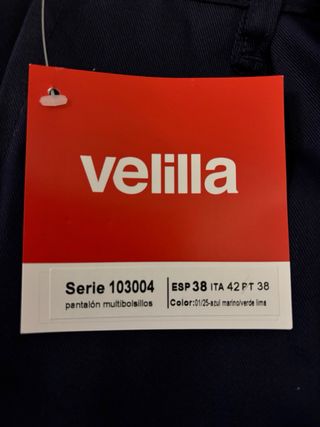 velilla
Serie 103004
pantalón multibolsillos
ESP 38 ITA 42 PT 38
Color:01/25-azul marino/verde lima